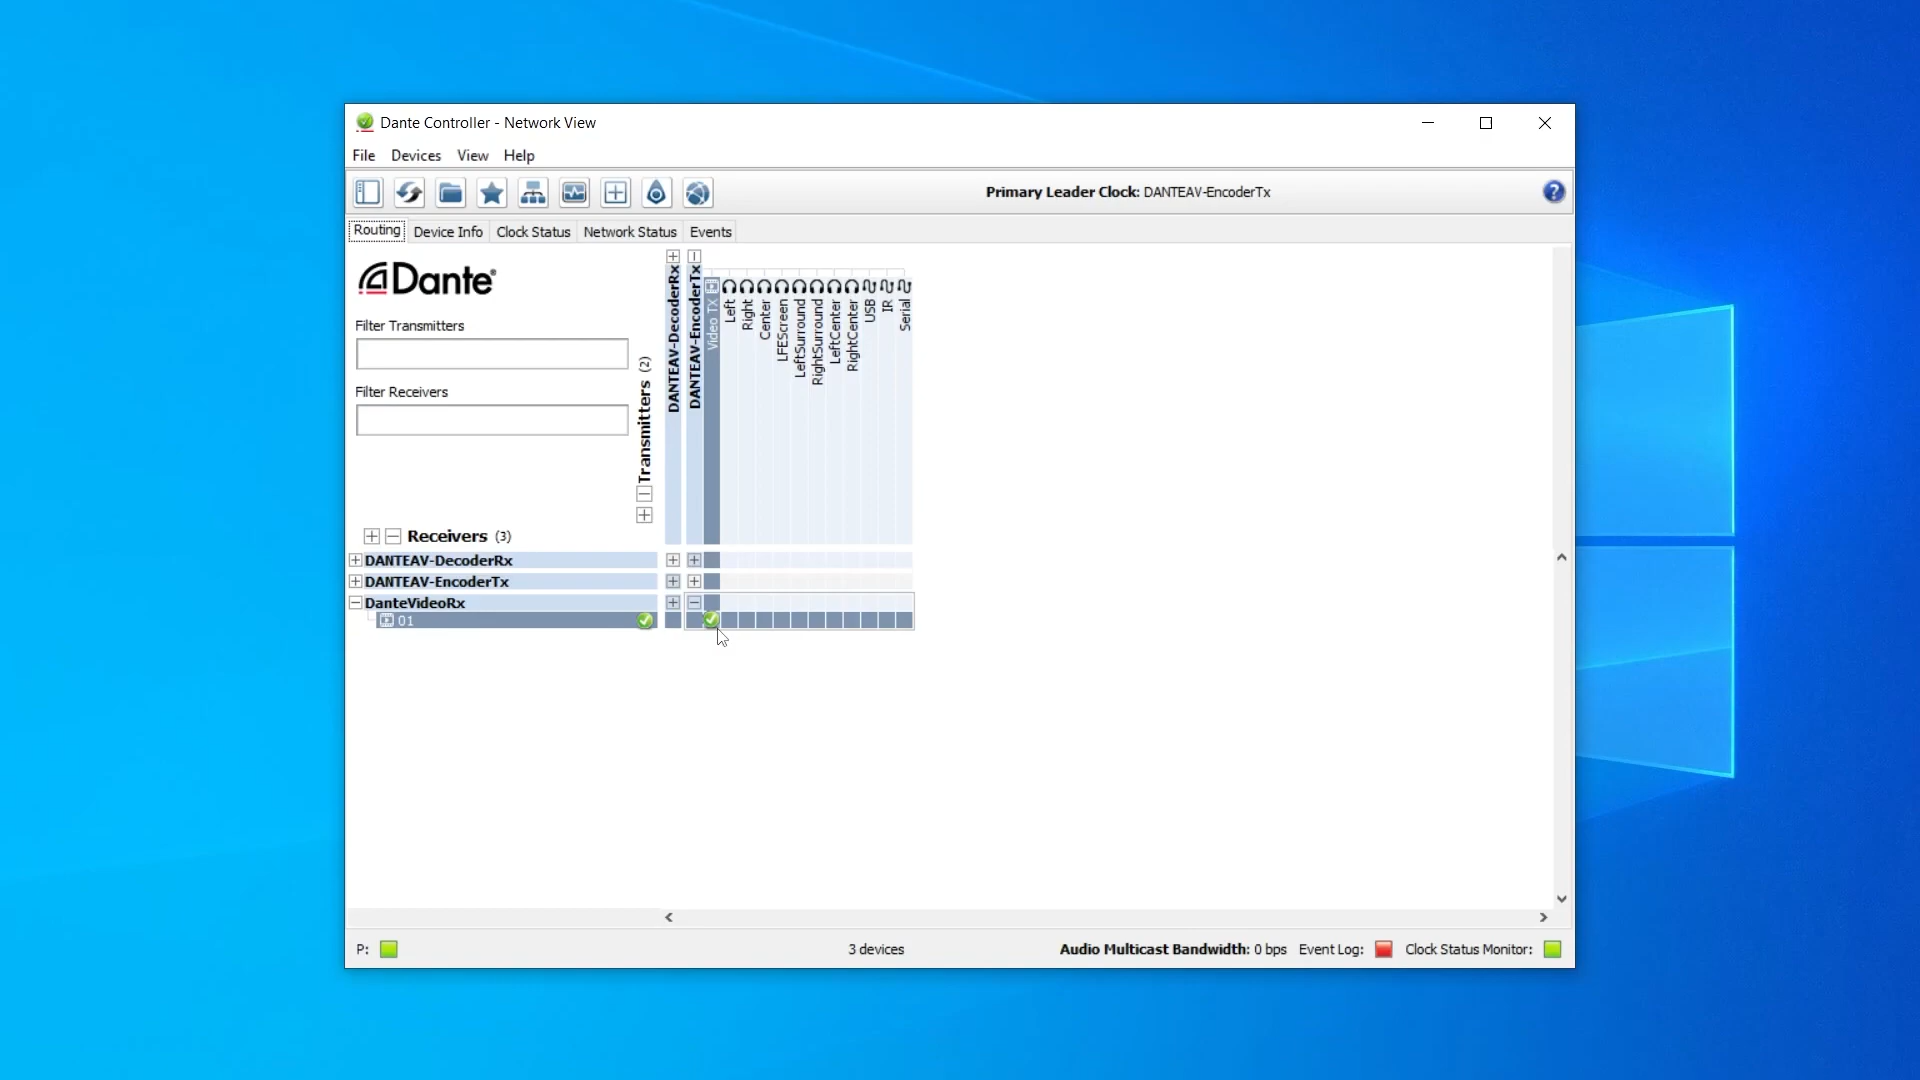 Dante Controller - Network View
File Devices View Help
Primary Leader Clock: DANTEAV-EncoderTx
?
Routing Device Info Clock Status Network Status Events
Dante®
Filter Transmitters
Filter Receivers
Transmitters (2)
DANTEAV-DecoderRx
DANTEAV-EncoderTx
Video TX
Left
Right
Center
LFEScreen
LeftSurround
RightSurround
LeftCenter
RightCenter
USB
IR
Serial
Receivers (3)
DANTEAV-DecoderRx
DANTEAV-EncoderTx
DanteVideoRx
01
P: 3 devices Audio Multicast Bandwidth: 0 bps Event Log: Clock Status Monitor: